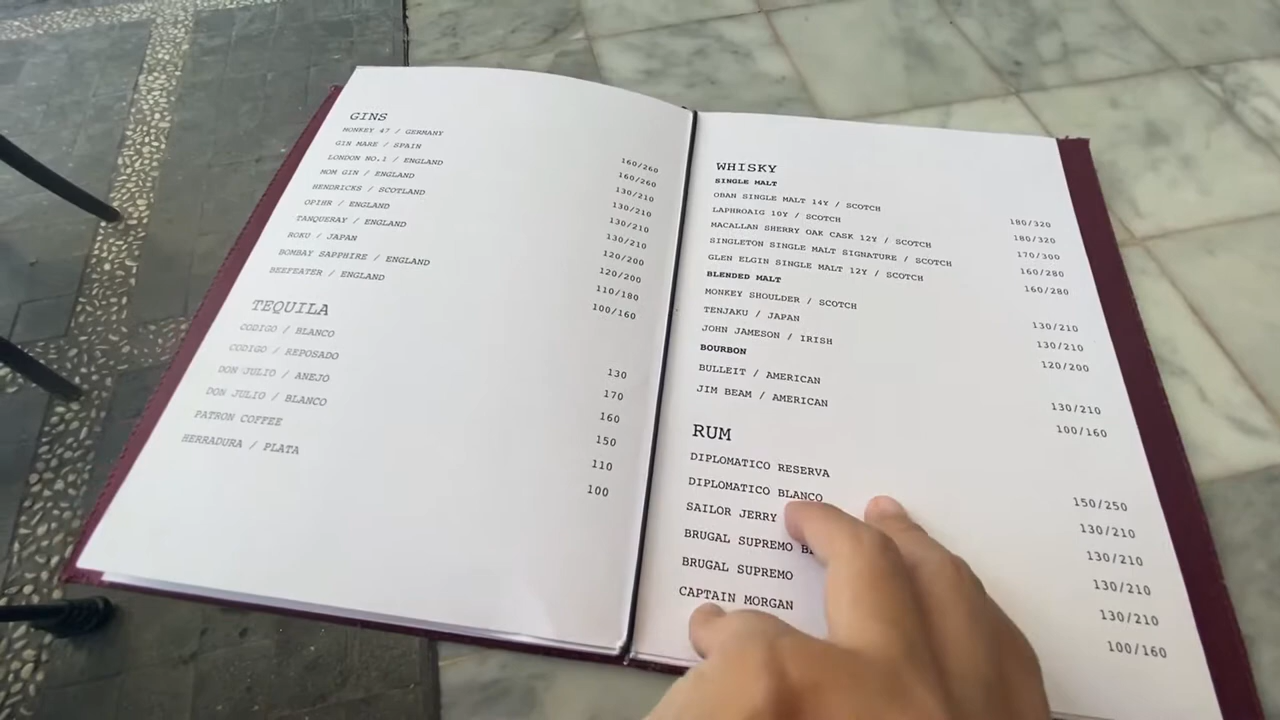 GINS
MONKEY 47 / GERMANY 160/260
GIN MARE / SPAIN 160/260
LONDON NO.1 / ENGLAND 130/210
MOM GIN / ENGLAND 130/210
HENDRICKS / SCOTLAND 130/210
OPIHR / ENGLAND 130/210
TANQUERAY / ENGLAND 120/200
ROKU / JAPAN 120/200
BOMBAY SAPPHIRE / ENGLAND 110/180
BEEFEATER / ENGLAND 100/160
TEQUILA
CODIGO / BLANCO 130
CODIGO / REPOSADO 170
DON JULIO / ANEJO 160
DON JULIO / BLANCO 150
PATRON COFFEE 110
HERRADURA / PLATA 100
WHISKY
SINGLE MALT
OBAN SINGLE MALT 14Y / SCOTCH 180/320
LAPHROAIG 10Y / SCOTCH 180/320
MACALLAN SHERRY OAK CASK 12Y / SCOTCH 170/300
SINGLETON SINGLE MALT SIGNATURE / SCOTCH 160/280
GLEN ELGIN SINGLE MALT 12Y / SCOTCH 160/280
BLENDED MALT
MONKEY SHOULDER / SCOTCH 130/210
TENJAKU / JAPAN 130/210
JOHN JAMESON / IRISH 120/200
BOURBON
BULLEIT / AMERICAN 130/210
JIM BEAM / AMERICAN 100/160
RUM
DIPLOMATICO RESERVA 150/250
DIPLOMATICO BLANCO 130/210
SAILOR JERRY 130/210
BRUGAL SUPREMO 130/210
BRUGAL SUPREMO 130/210
CAPTAIN MORGAN 100/160